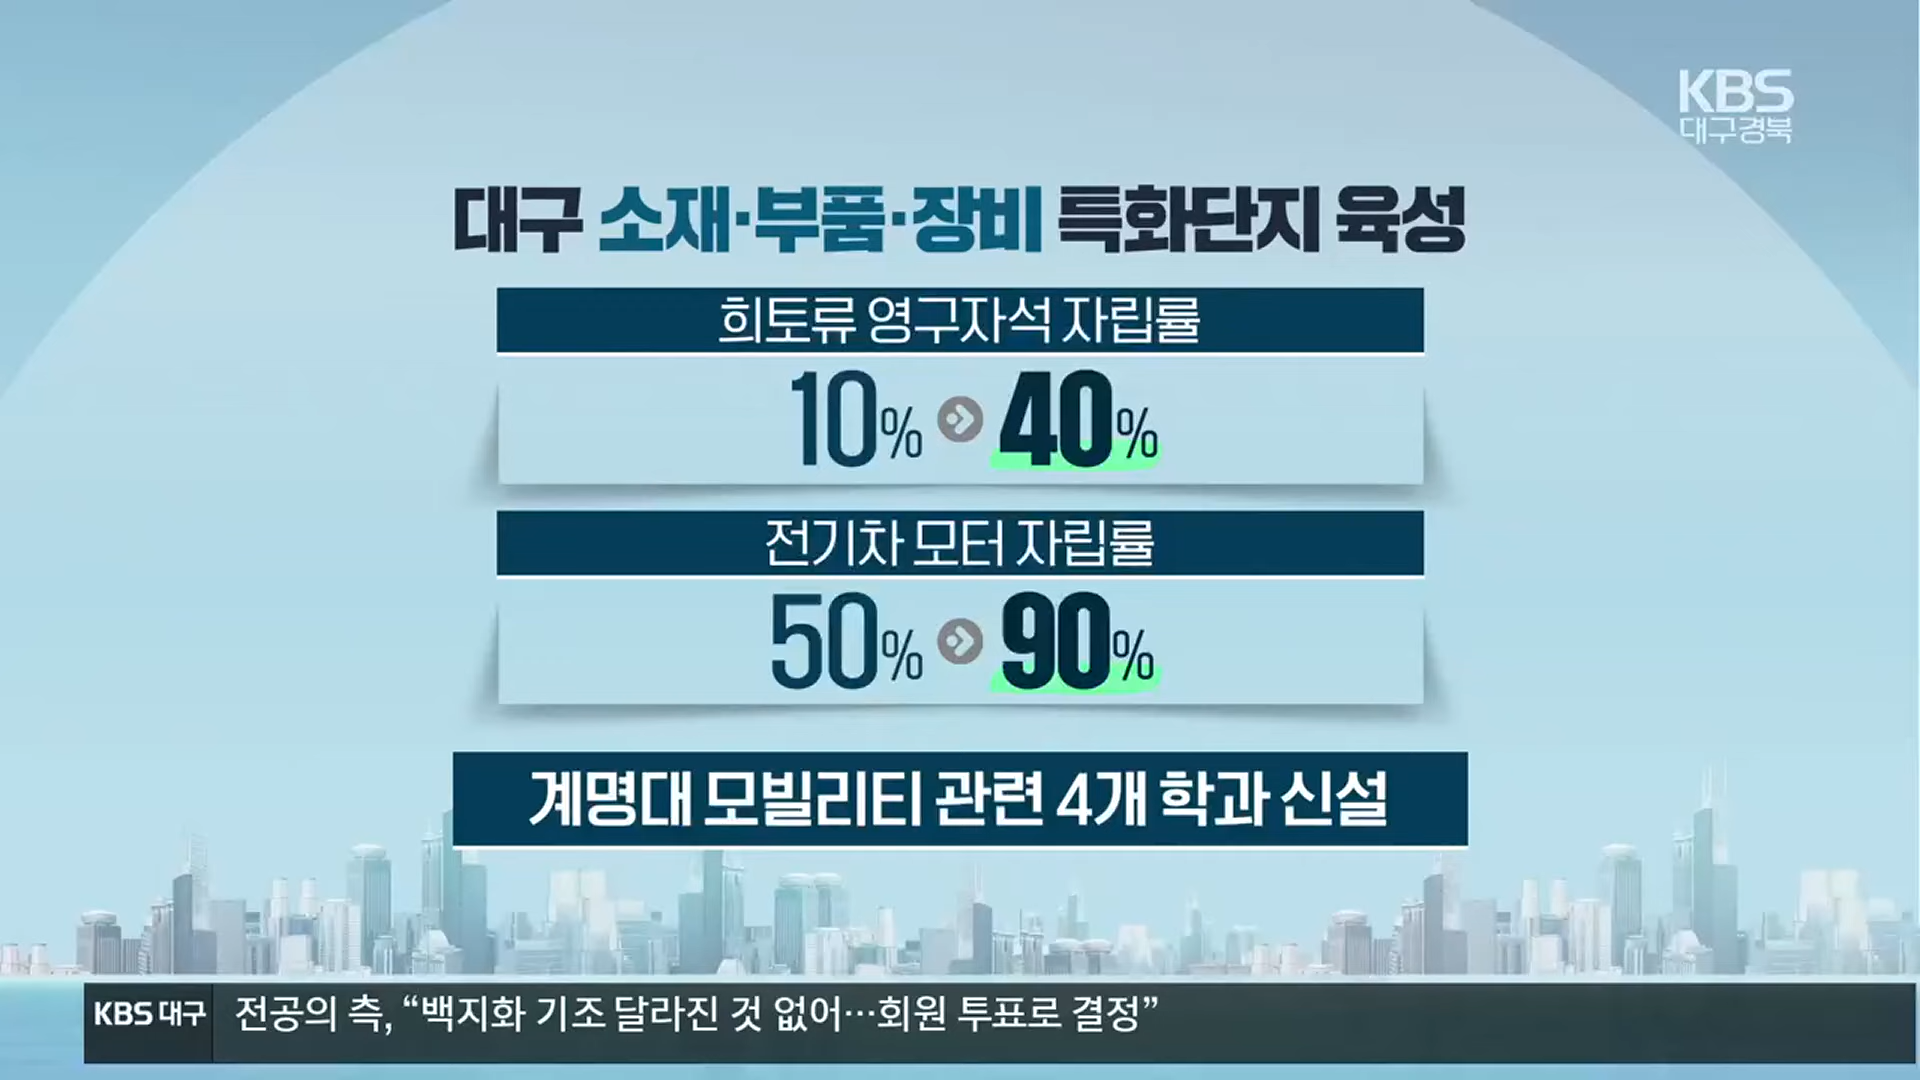 KBS
대구경북
대구 소재·부품·장비 특화단지 육성
희토류 영구자석 자립률
10% 40%
전기차 모터 자립률
50% 90%
계명대 모빌리티 관련 4개 학과 신설
KBS 대구 전공의 측, “백지화 기조 달라진 것 없어…회원 투표로 결정”